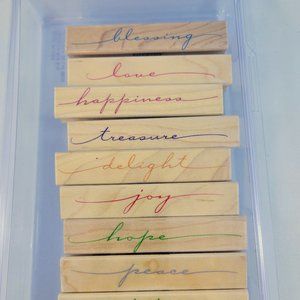 blessing
love
happiness
treasure
delight
joy
hope
peace